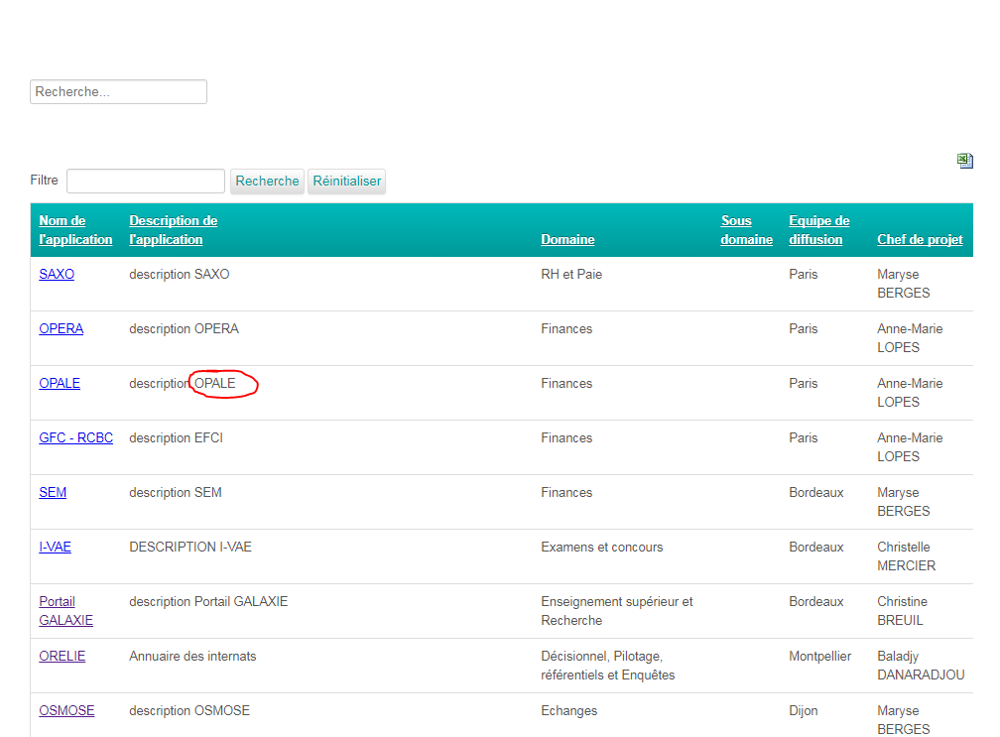 Recherche...
Filtre Recherche Réinitialiser
Nom de l'application Description de l'application Domaine Sous domaine Equipe de diffusion Chef de projet
SAXO description SAXO RH et Paie Paris Maryse BERGES
OPERA description OPERA Finances Paris Anne-Marie LOPES
OPALE description OPALE Finances Paris Anne-Marie LOPES
GFC - RCBC description EFCI Finances Paris Anne-Marie LOPES
SEM description SEM Finances Bordeaux Maryse BERGES
I-VAE DESCRIPTION I-VAE Examens et concours Bordeaux Christelle MERCIER
Portail GALAXIE description Portail GALAXIE Enseignement supérieur et Recherche Bordeaux Christine BREUIL
ORELIE Annuaire des internats Décisionnel, Pilotage, référentiels et Enquêtes Montpellier Baladjy DANARADJOU
OSMOSE description OSMOSE Echanges Dijon Maryse BERGES